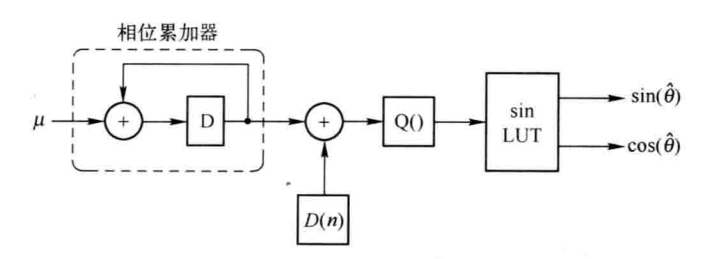 相位累加器
μ
+
D
+
Q()
sin
LUT
sin(θ̂)
cos(θ̂)
D(n)